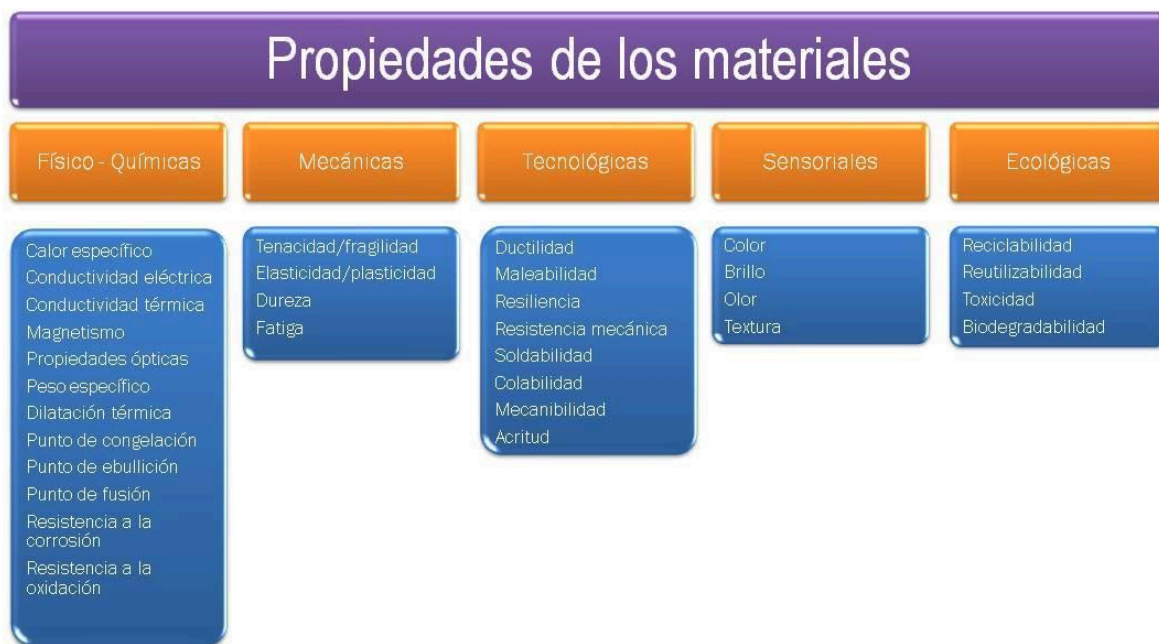 Propiedades de los materiales
Físico - Químicas
Calor específico
Conductividad eléctrica
Conductividad térmica
Magnetismo
Propiedades ópticas
Peso específico
Dilatación térmica
Punto de congelación
Punto de ebullición
Punto de fusión
Resistencia a la
corrosión
Resistencia a la
oxidación
Mecánicas
Tenacidad/fragilidad
Elasticidad/plasticidad
Dureza
Fatiga
Tecnológicas
Ductilidad
Maleabilidad
Resiliencia
Resistencia mecánica
Soldabilidad
Colabilidad
Mecanibilidad
Acritud
Sensoriales
Color
Brillo
Olor
Textura
Ecológicas
Reciclabilidad
Reutilizabilidad
Toxicidad
Biodegradabilidad